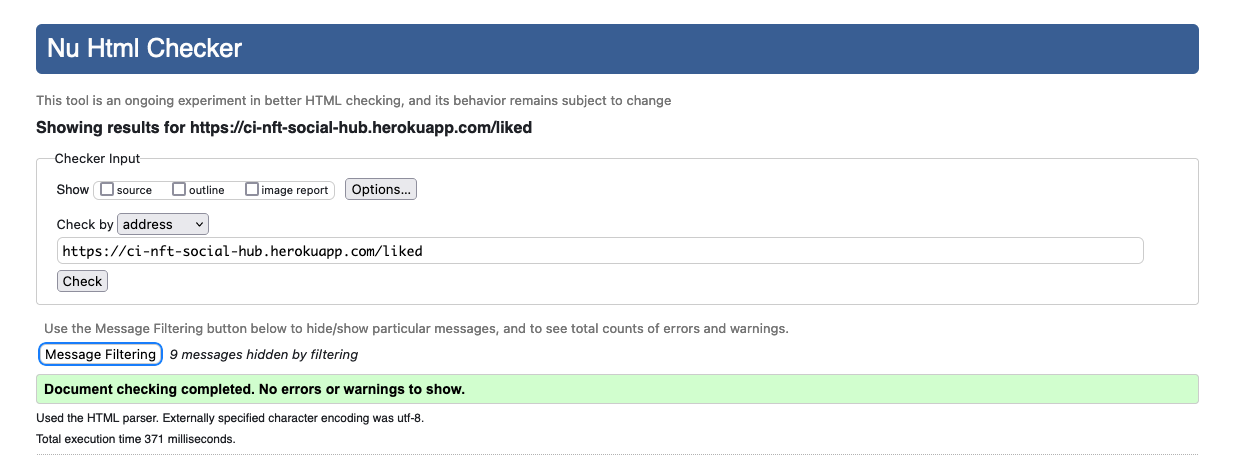 Nu Html Checker
This tool is an ongoing experiment in better HTML checking, and its behavior remains subject to change
Showing results for https://ci-nft-social-hub.herokuapp.com/liked
Checker Input
Show source outline image report Options...
Check by address
https://ci-nft-social-hub.herokuapp.com/liked
Check
Use the Message Filtering button below to hide/show particular messages, and to see total counts of errors and warnings.
Message Filtering 9 messages hidden by filtering
Document checking completed. No errors or warnings to show.
Used the HTML parser. Externally specified character encoding was utf-8.
Total execution time 371 milliseconds.